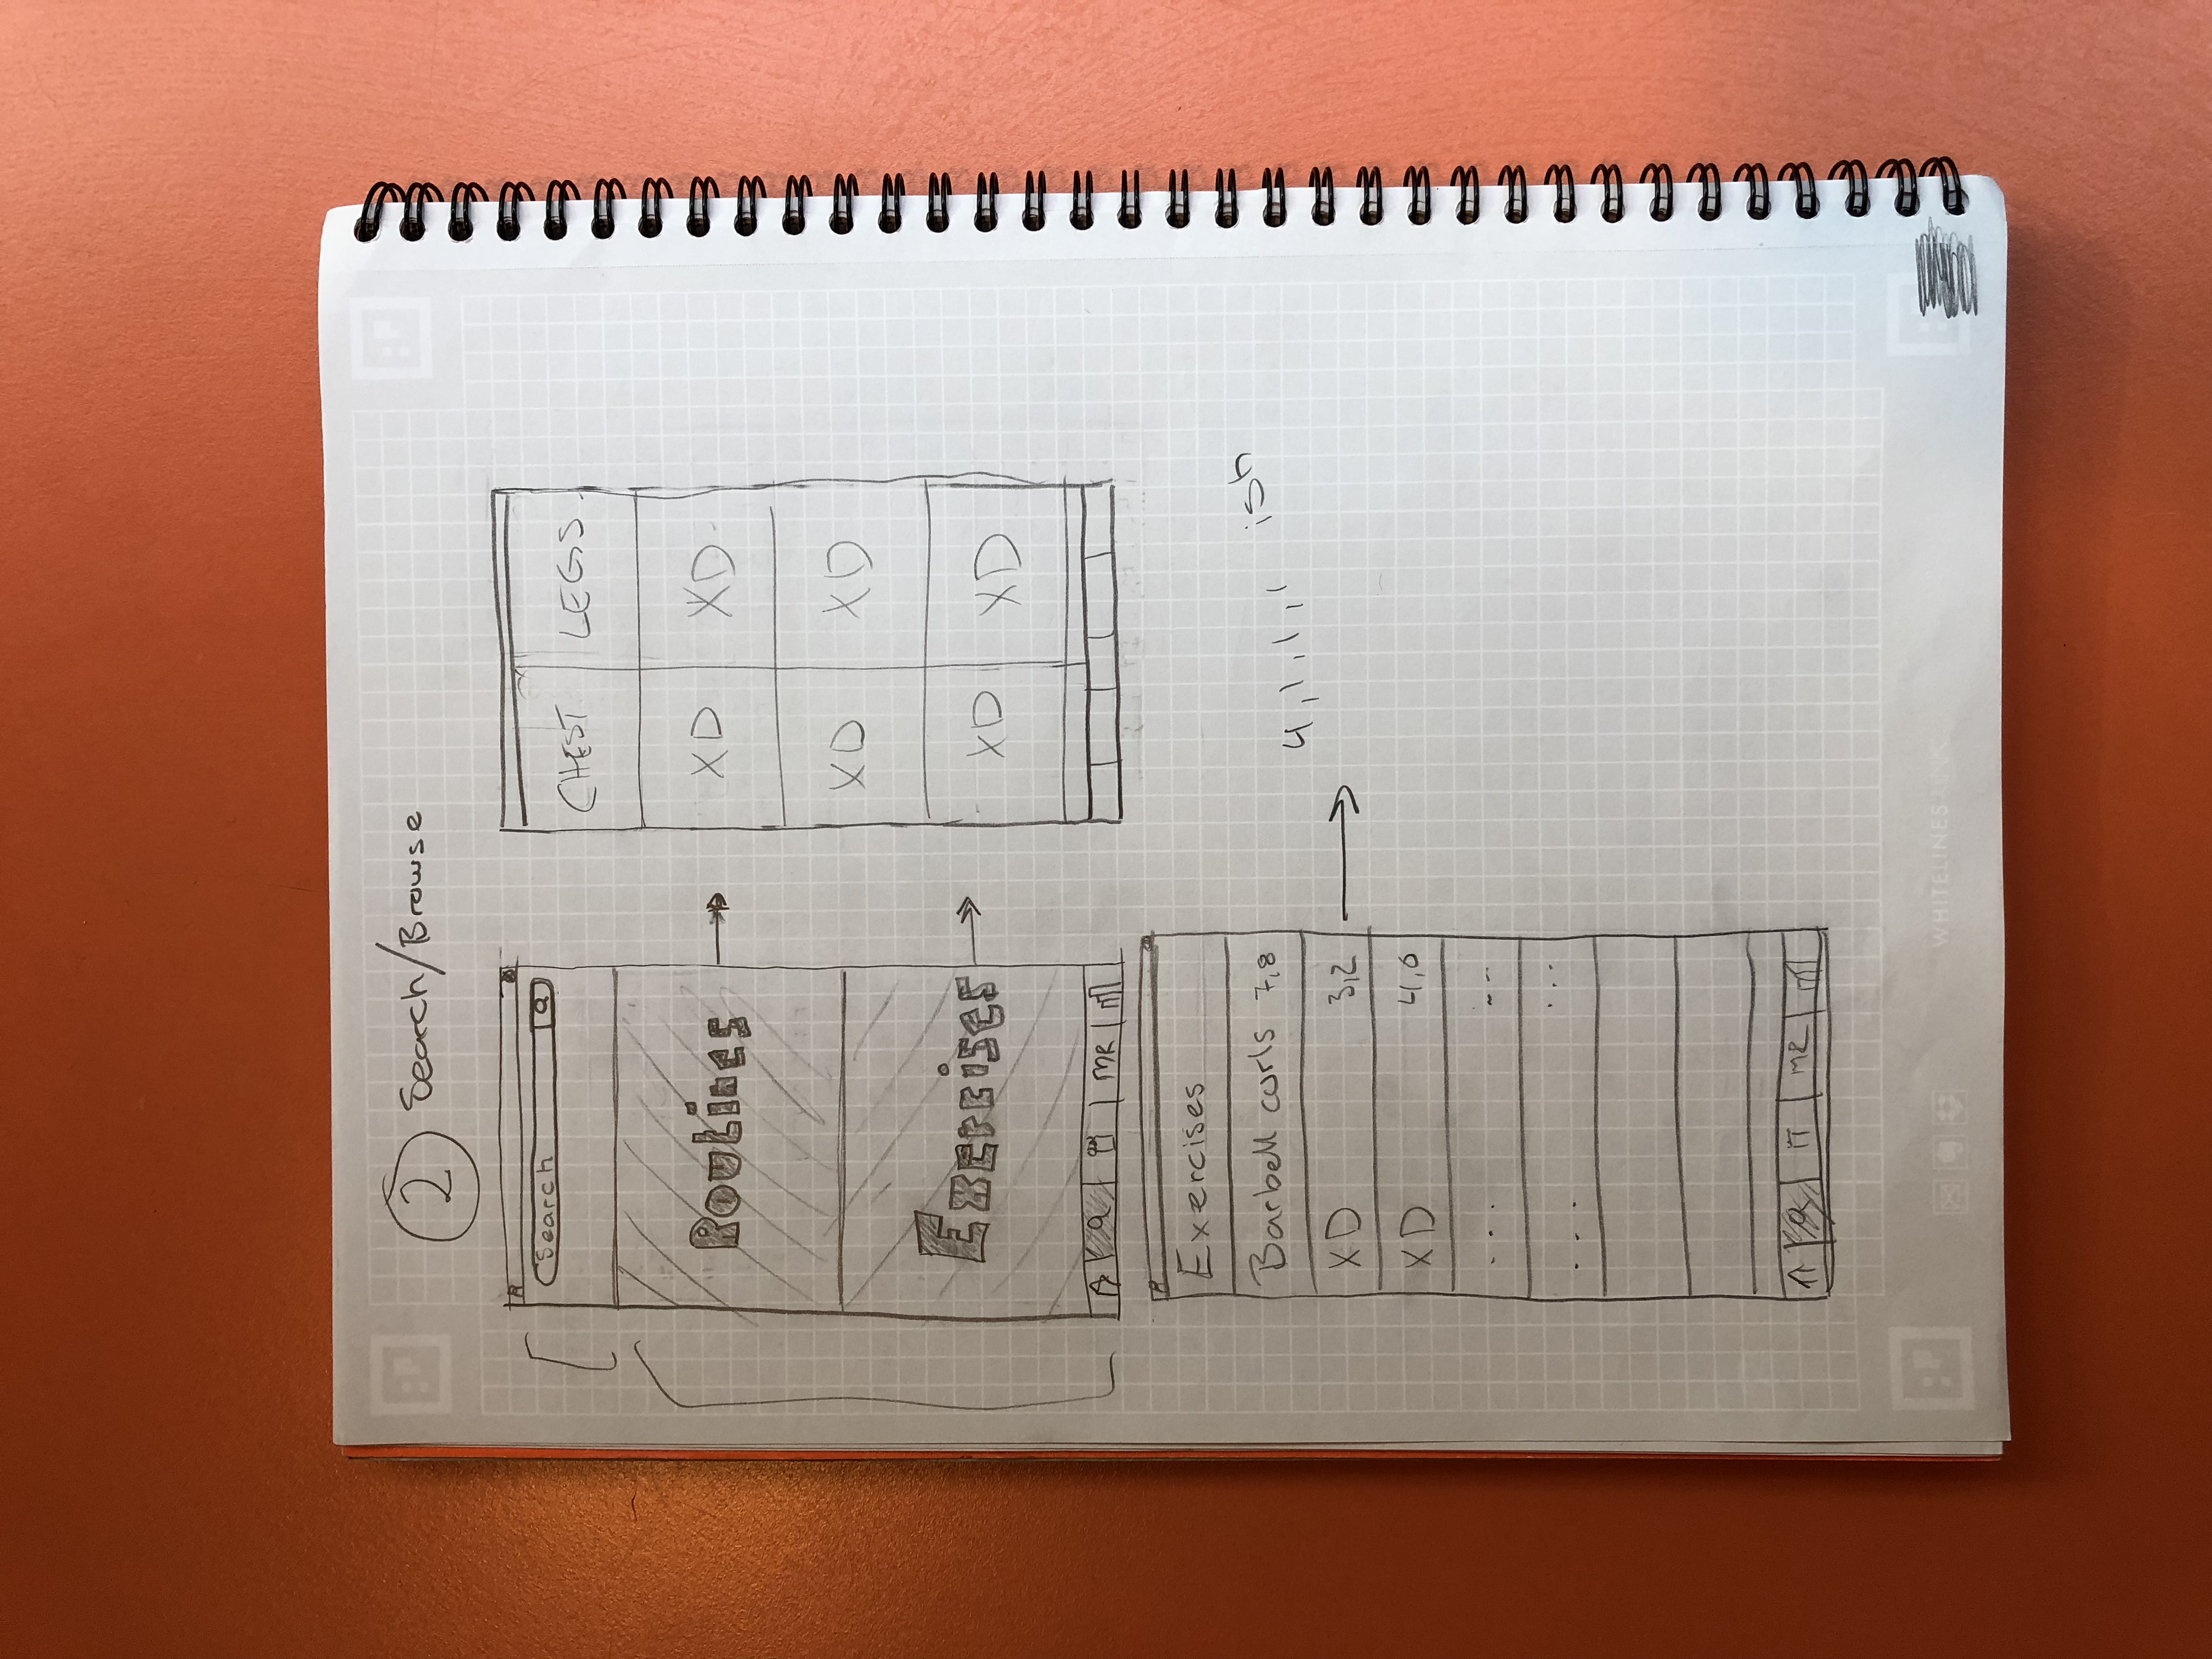 2 Search/Browse
Search
Routines
Exercises
MR
CHEST LEGS
XD XD
XD XD
XD XD
Exercises
Barbell curls 7,8
XD 3,2
XD 4,0
... --
... ...
MR
4,1,1,1 ish
WHITELINES LINK